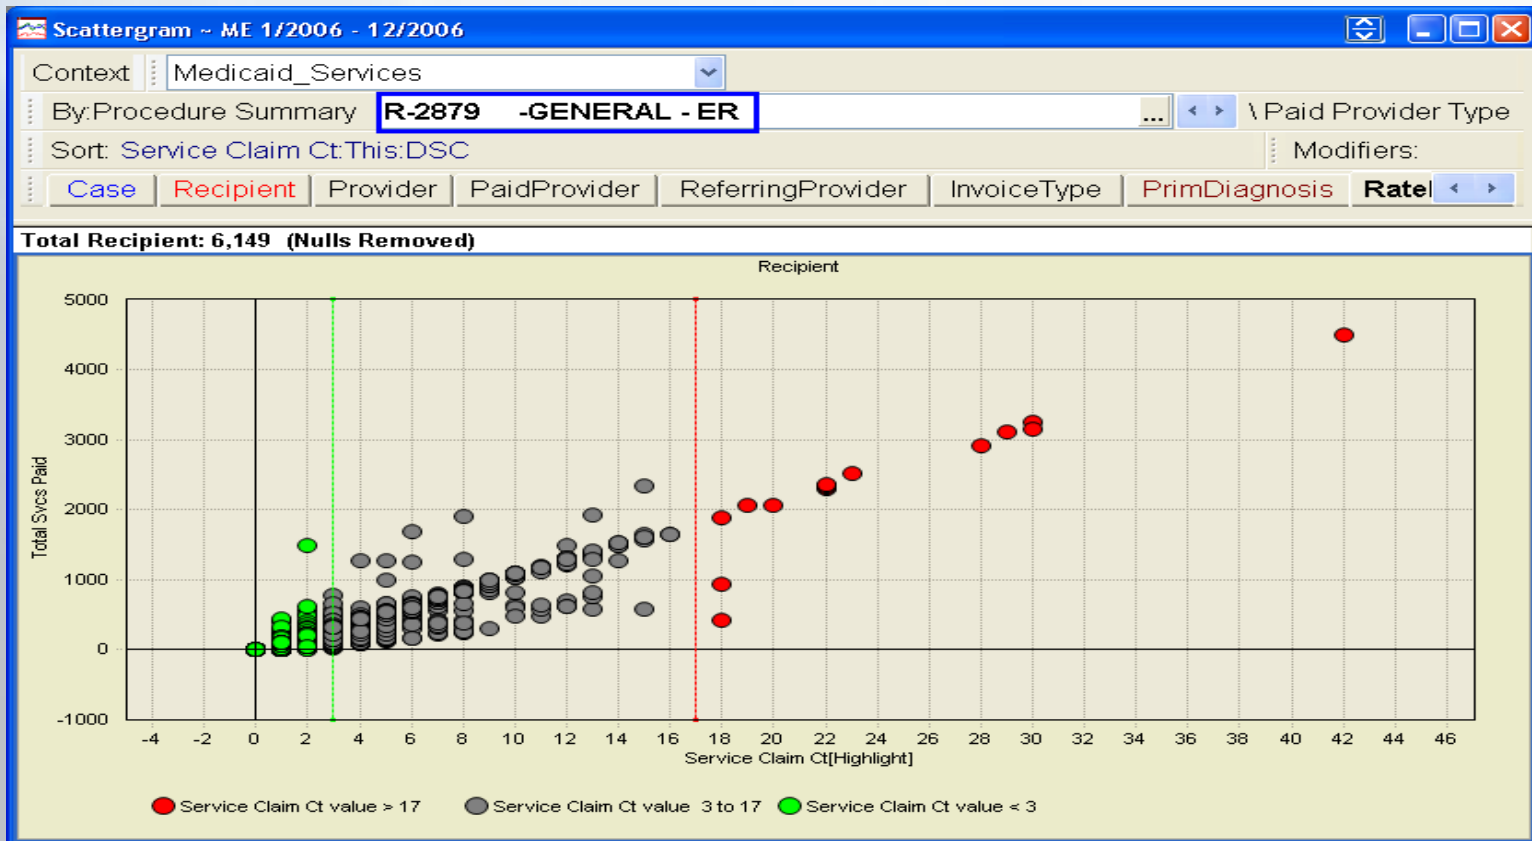 Scattergram ~ ME 1/2006 - 12/2006
Context Medicaid_Services
By:Procedure Summary R-2879 -GENERAL - ER ... \ Paid Provider Type
Sort: Service Claim Ct:This:DSC Modifiers:
Case Recipient Provider PaidProvider ReferringProvider InvoiceType PrimDiagnosis
Total Recipient: 6,149 (Nulls Removed)
Recipient
5000
4000
3000
2000
1000
0
-1000
Total Svcs Paid
-4 -2 0 2 4 6 8 10 12 14 16 18 20 22 24 26 28 30 32 34 36 38 40 42 44 46
Service Claim Ct[Highlight]
Service Claim Ct value > 17 Service Claim Ct value 3 to 17 Service Claim Ct value < 3